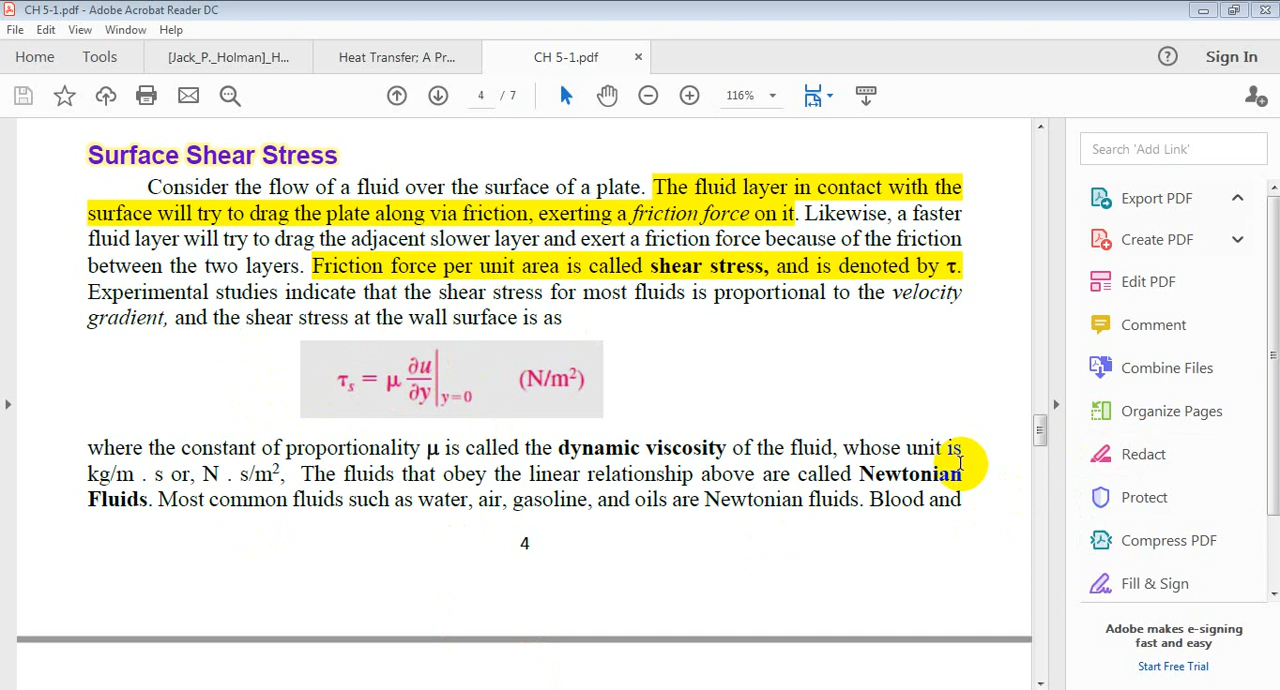 CH 5-1.pdf - Adobe Acrobat Reader DC
File Edit View Window Help
Home Tools [Jack_P._Holman]_H... Heat Transfer; A Pr... CH 5-1.pdf × ? Sign In
4 / 7 116%
Surface Shear Stress
Consider the flow of a fluid over the surface of a plate. The fluid layer in contact with the
surface will try to drag the plate along via friction, exerting a friction force on it. Likewise, a faster
fluid layer will try to drag the adjacent slower layer and exert a friction force because of the friction
between the two layers. Friction force per unit area is called shear stress, and is denoted by τ.
Experimental studies indicate that the shear stress for most fluids is proportional to the velocity
gradient, and the shear stress at the wall surface is as
τs = μ ∂u/∂y|y=0 (N/m²)
where the constant of proportionality μ is called the dynamic viscosity of the fluid, whose unit is
kg/m . s or, N . s/m², The fluids that obey the linear relationship above are called Newtonian
Fluids. Most common fluids such as water, air, gasoline, and oils are Newtonian fluids. Blood and
4
Search 'Add Link'
Export PDF
Create PDF
Edit PDF
Comment
Combine Files
Organize Pages
Redact
Protect
Compress PDF
Fill & Sign
Adobe makes e-signing
fast and easy
Start Free Trial